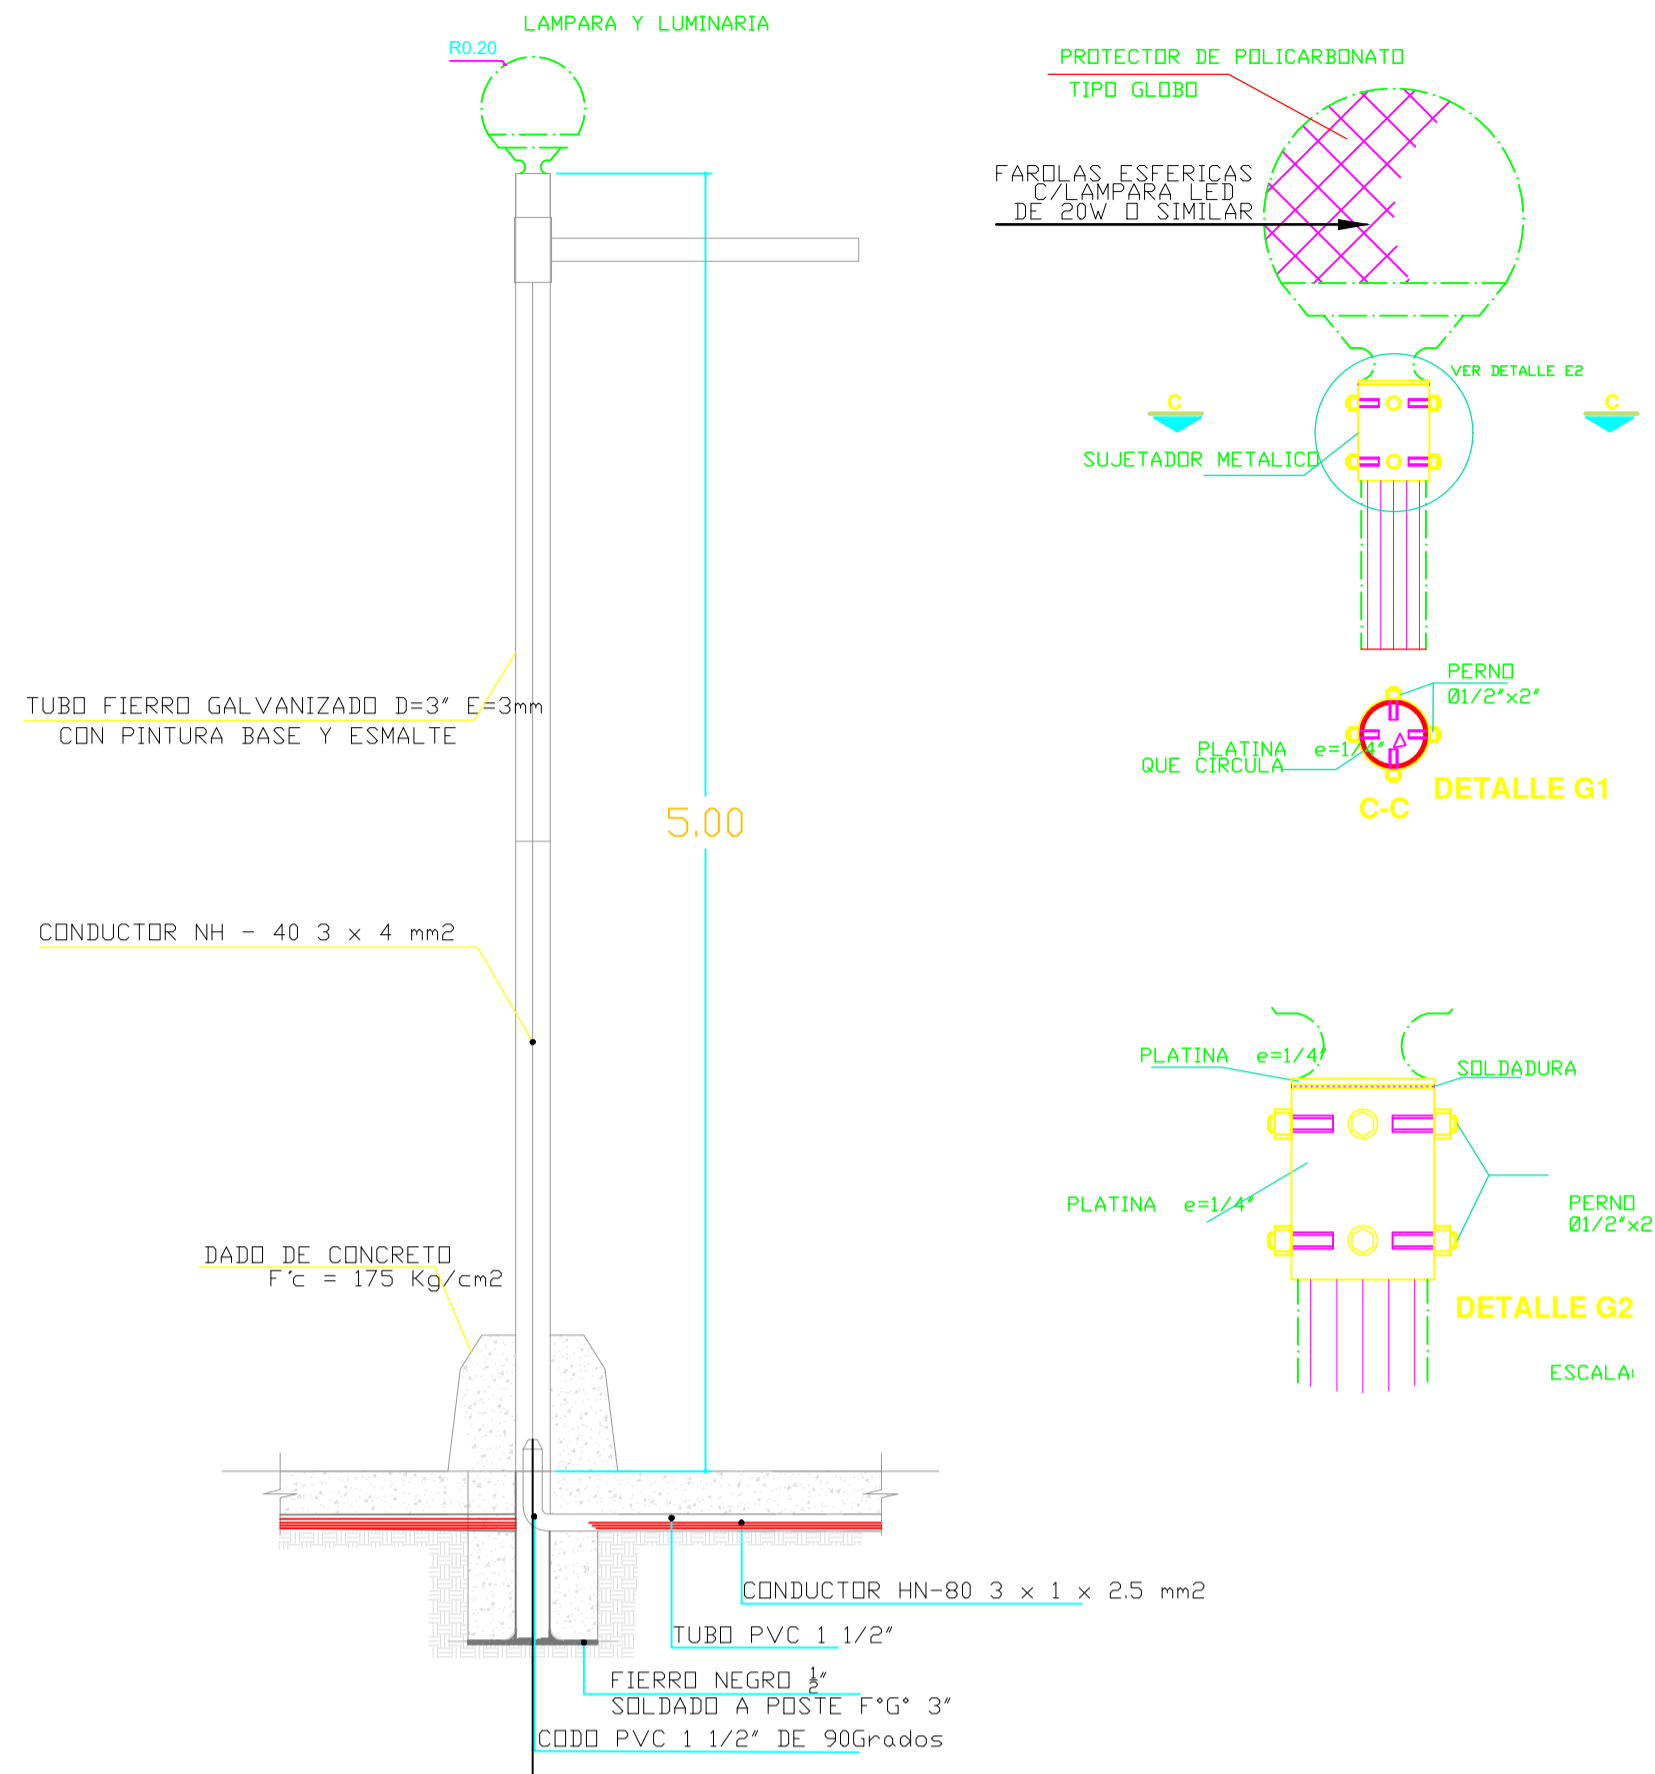 LAMPARA Y LUMINARIA
R0.20
PROTECTOR DE POLICARBONATO
TIPO GLOBO
FAROLAS ESFERICAS
C/LAMPARA LED
DE 20W O SIMILAR
VER DETALLE E2
C
C
SUJETADOR METALICO
TUBO FIERRO GALVANIZADO D=3" E=3mm
CON PINTURA BASE Y ESMALTE
PERNO
Ø1/2"x2"
PLATINA e=1/4"
QUE CIRCULA
DETALLE G1
C-C
5.00
CONDUCTOR NH - 40 3 x 4 mm2
PLATINA e=1/4"
SOLDADURA
PLATINA e=1/4"
PERNO
Ø1/2"x2
DADO DE CONCRETO
F'c = 175 Kg/cm2
DETALLE G2
ESCALA:
CONDUCTOR HN-80 3 x 1 x 2.5 mm2
TUBO PVC 1 1/2"
FIERRO NEGRO ½"
SOLDADO A POSTE F°G° 3"
CODO PVC 1 1/2" DE 90Grados